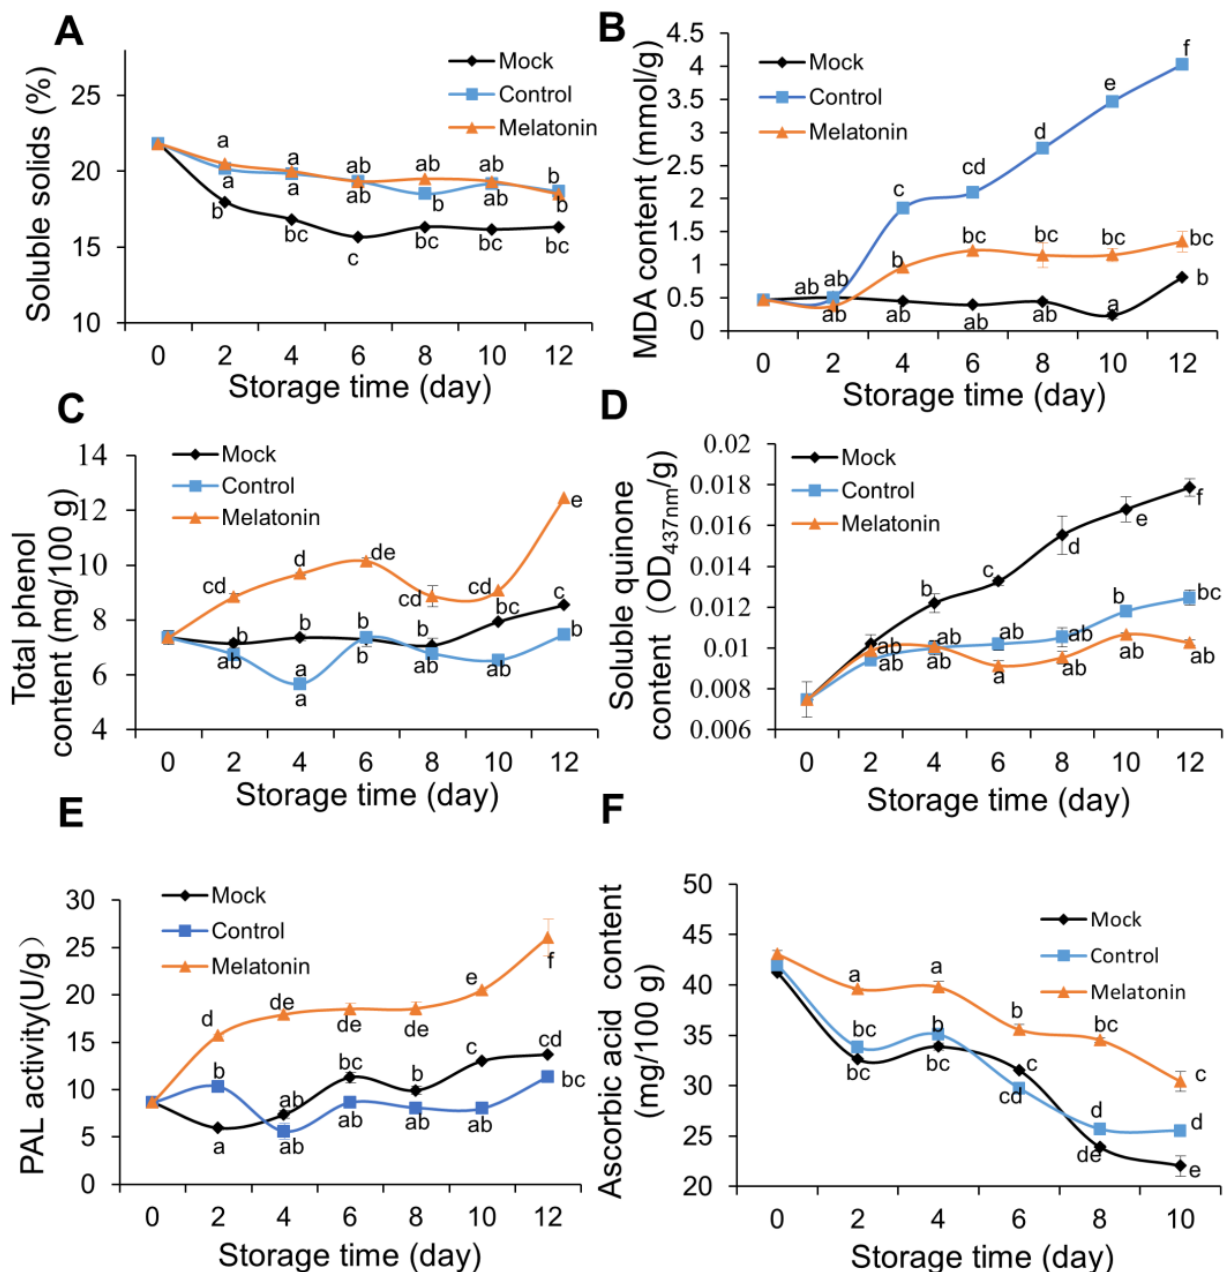 A
Soluble solids (%)
25
20
15
10
Mock
Control
Melatonin
a
a
ab
ab
ab
b
a
a
ab
b
ab
b
b
bc
c
bc
bc
bc
0 2 4 6 8 10 12
Storage time (day)
B
MDA content (mmol/g)
4.5
4
3.5
3
2.5
2
1.5
1
0.5
0
Mock
Control
Melatonin
f
e
d
cd
c
bc
bc
bc
bc
b
ab
ab
b
ab
ab
ab
ab
a
0 2 4 6 8 10 12
Storage time (day)
C
Total phenol
content (mg/100 g)
14
12
10
8
6
4
Mock
Control
Melatonin
e
d
de
cd
cd
cd
c
bc
b
b
b
b
b
ab
a
ab
ab
a
0 2 4 6 8 10 12
Storage time (day)
D
Soluble quinone
content (OD437nm/g)
0.02
0.018
0.016
0.014
0.012
0.01
0.008
0.006
Mock
Control
Melatonin
f
e
d
c
b
b
bc
ab
ab
ab
ab
ab
ab
a
ab
ab
ab
0 2 4 6 8 10 12
Storage time (day)
E
PAL activity(U/g)
30
25
20
15
10
5
0
Mock
Control
Melatonin
f
e
d
de
de
de
c
cd
b
ab
bc
b
bc
a
ab
ab
ab
ab
0 2 4 6 8 10 12
Storage time (day)
F
Ascorbic acid content
(mg/100 g)
50
45
40
35
30
25
20
Mock
Control
Melatonin
a
a
b
bc
c
bc
b
c
d
d
bc
bc
cd
de
e
0 2 4 6 8 10
Storage time (day)